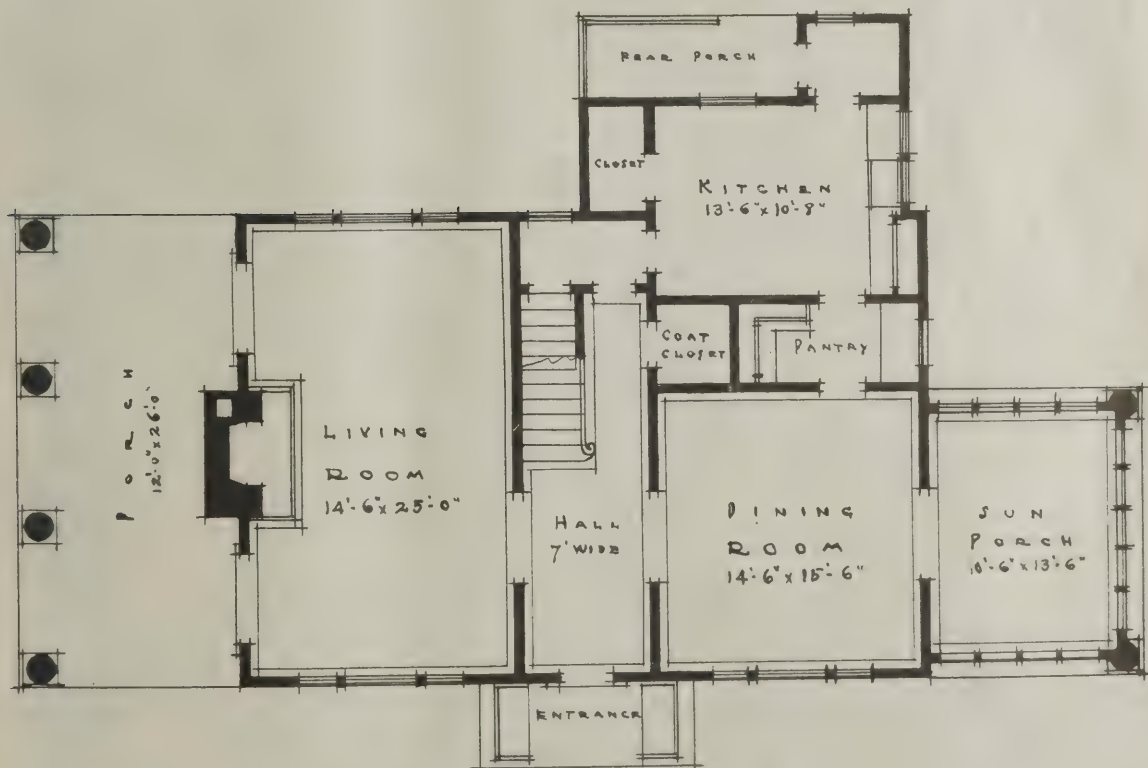 REAR PORCH
CLOSET
KITCHEN
13'-6" x 10'-8"
PORCH
12'-0" x 26'-0"
LIVING
ROOM
14'-6" x 25'-0"
COAT
CLOSET
PANTRY
HALL
7' WIDE
DINING
ROOM
14'-6" x 15'-6"
SUN
PORCH
10'-6" x 13'-6"
ENTRANCE